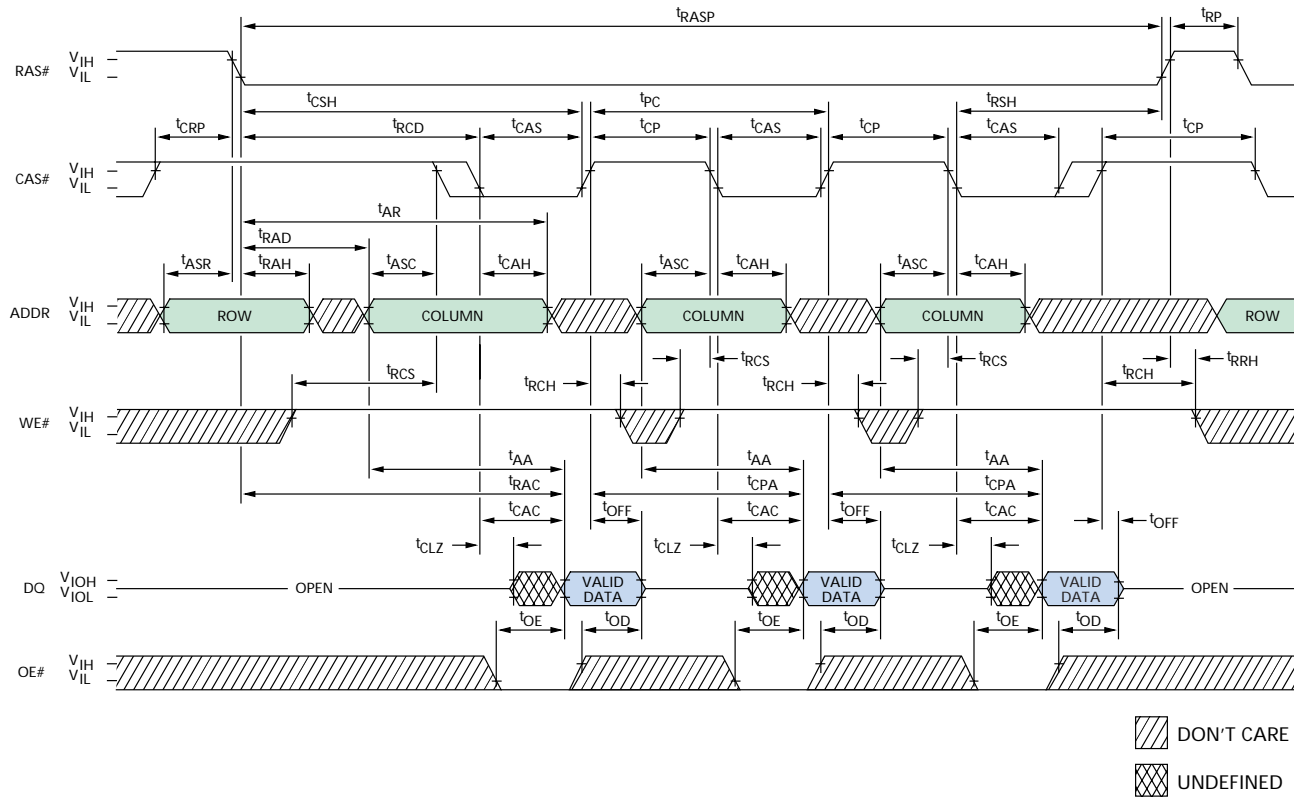 tRASP tRP
RAS# VIH
VIL
tCSH tPC tRSH
tCRP tRCD tCAS tCP tCAS tCP tCAS tCP
CAS# VIH
VIL
tAR
tRAD
tASR tRAH tASC tCAH tASC tCAH tASC tCAH
ADDR VIH
VIL
ROW COLUMN COLUMN COLUMN ROW
tRCS tRCH tRCS tRCH tRCS tRCH tRRH
WE# VIH
VIL
tAA tAA tAA
tRAC tCPA tCPA
tCAC tOFF tCAC tOFF tCAC tOFF
tCLZ tCLZ tCLZ
DQ VIOH
VIOL
OPEN VALID DATA VALID DATA VALID DATA OPEN
tOE tOD tOE tOD tOE tOD
OE# VIH
VIL
DON'T CARE
UNDEFINED